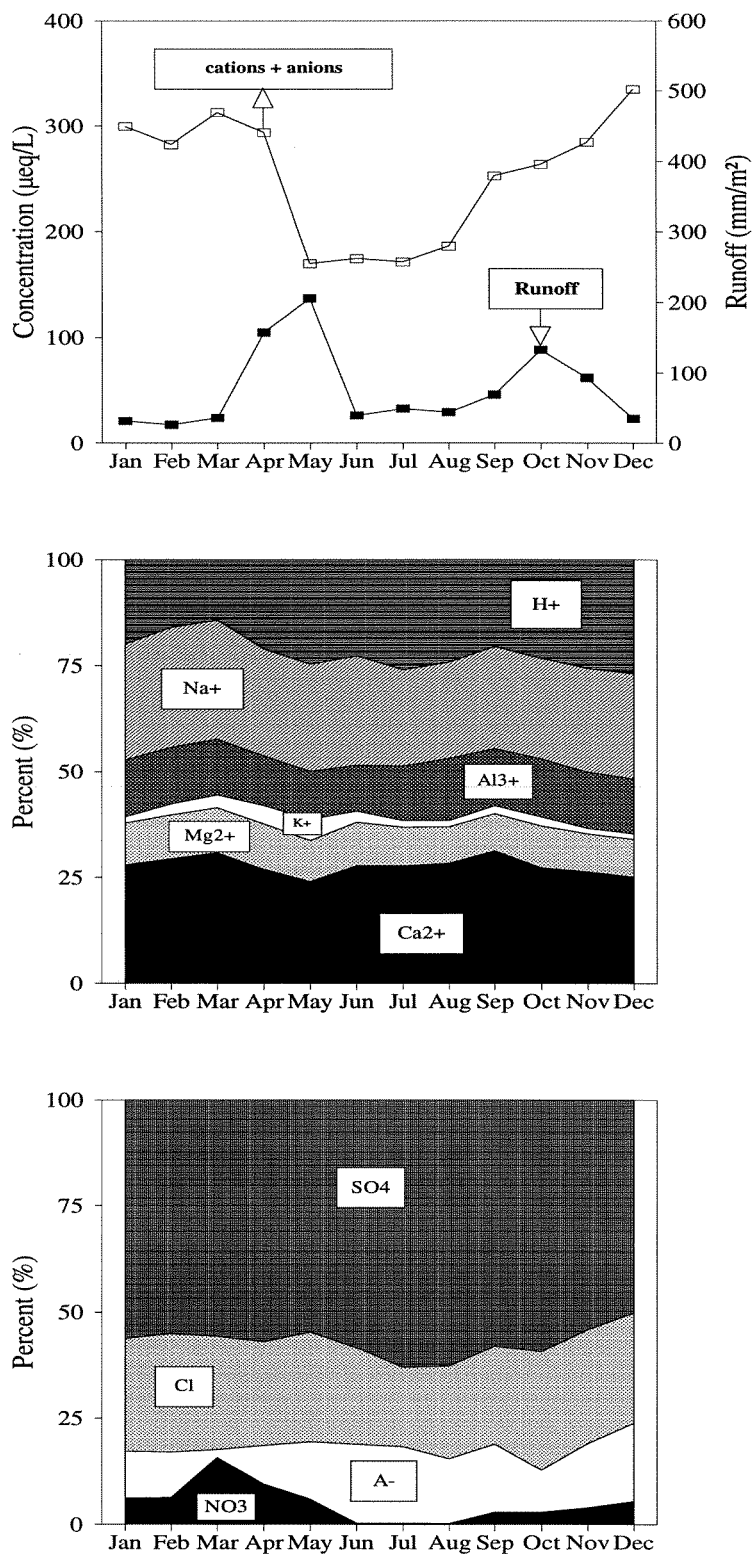 400
300
200
100
0
Concentration (µeq/L)
600
500
400
300
200
100
0
Runoff (mm/m²)
cations + anions
Runoff
Jan Feb Mar Apr May Jun Jul Aug Sep Oct Nov Dec
100
75
50
25
0
Percent (%)
H+
Na+
Al3+
K+
Mg2+
Ca2+
Jan Feb Mar Apr May Jun Jul Aug Sep Oct Nov Dec
100
75
50
25
0
Percent (%)
SO4
Cl
A-
NO3
Jan Feb Mar Apr May Jun Jul Aug Sep Oct Nov Dec